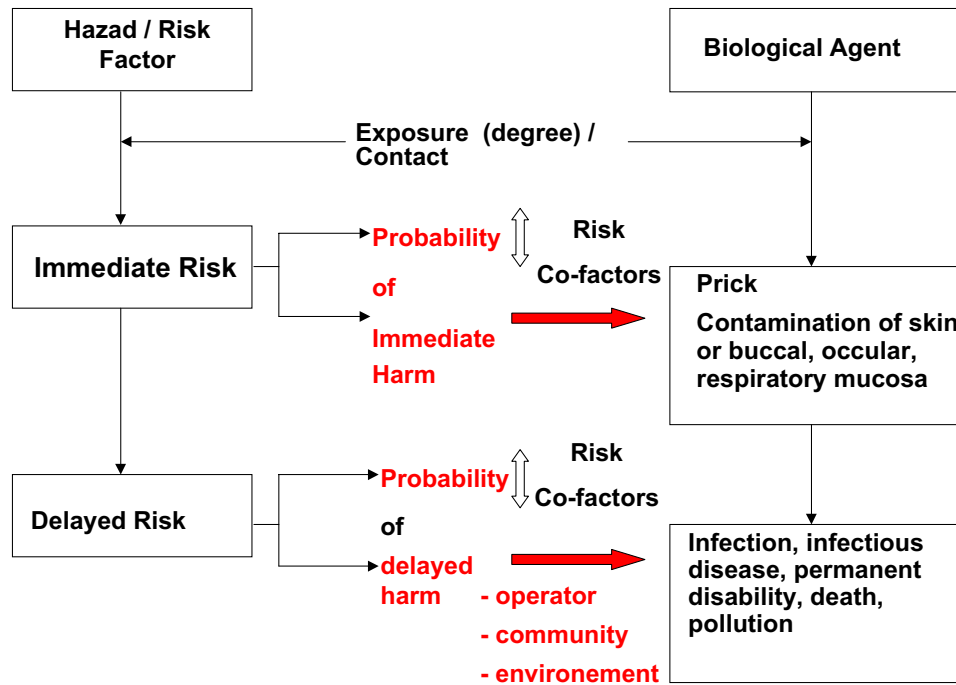 Hazad / Risk
Factor
Biological Agent
Exposure (degree) /
Contact
Immediate Risk
Probability
of
Immediate
Harm
Risk
Co-factors
Prick
Contamination of skin
or buccal, occular,
respiratory mucosa
Delayed Risk
Probability
of
delayed
harm
Risk
Co-factors
- operator
- community
- environement
Infection, infectious
disease, permanent
disability, death,
pollution